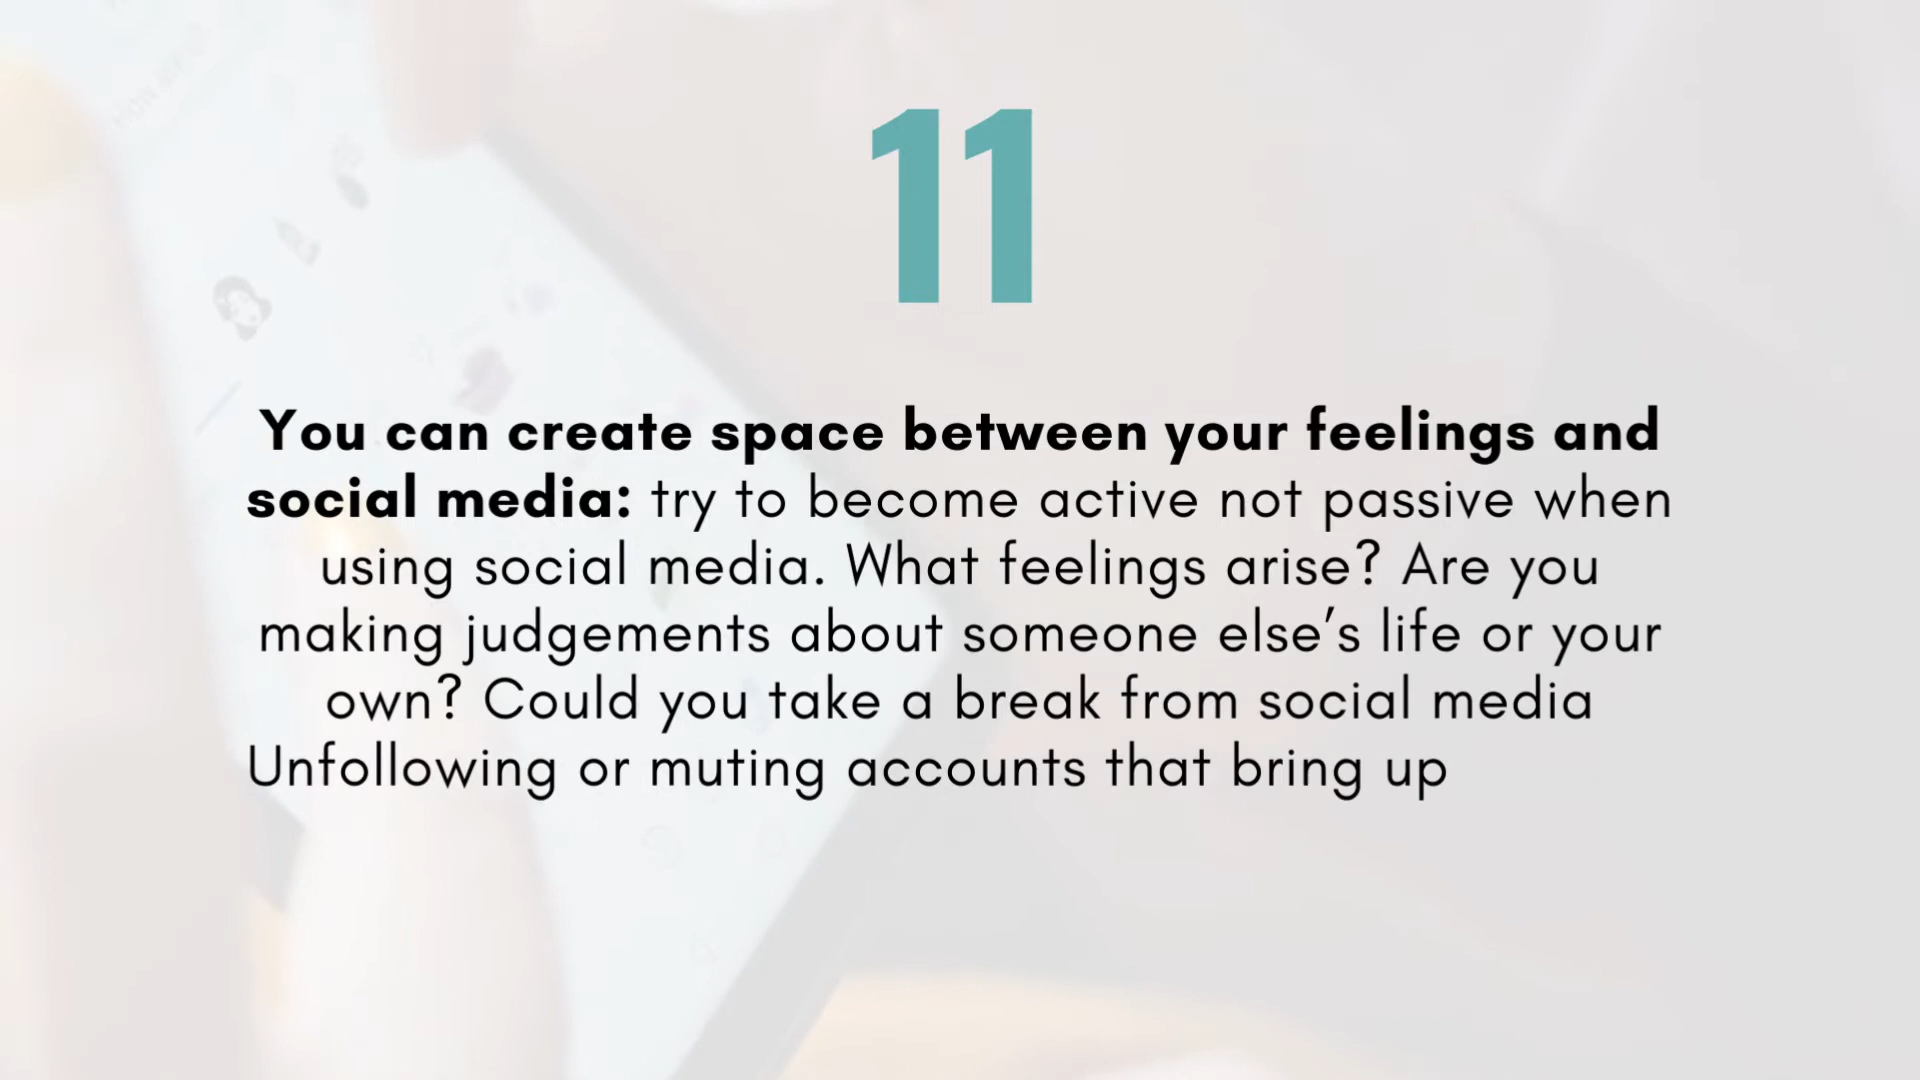 11
You can create space between your feelings and
social media: try to become active not passive when
using social media. What feelings arise? Are you
making judgements about someone else’s life or your
own? Could you take a break from social media
Unfollowing or muting accounts that bring up